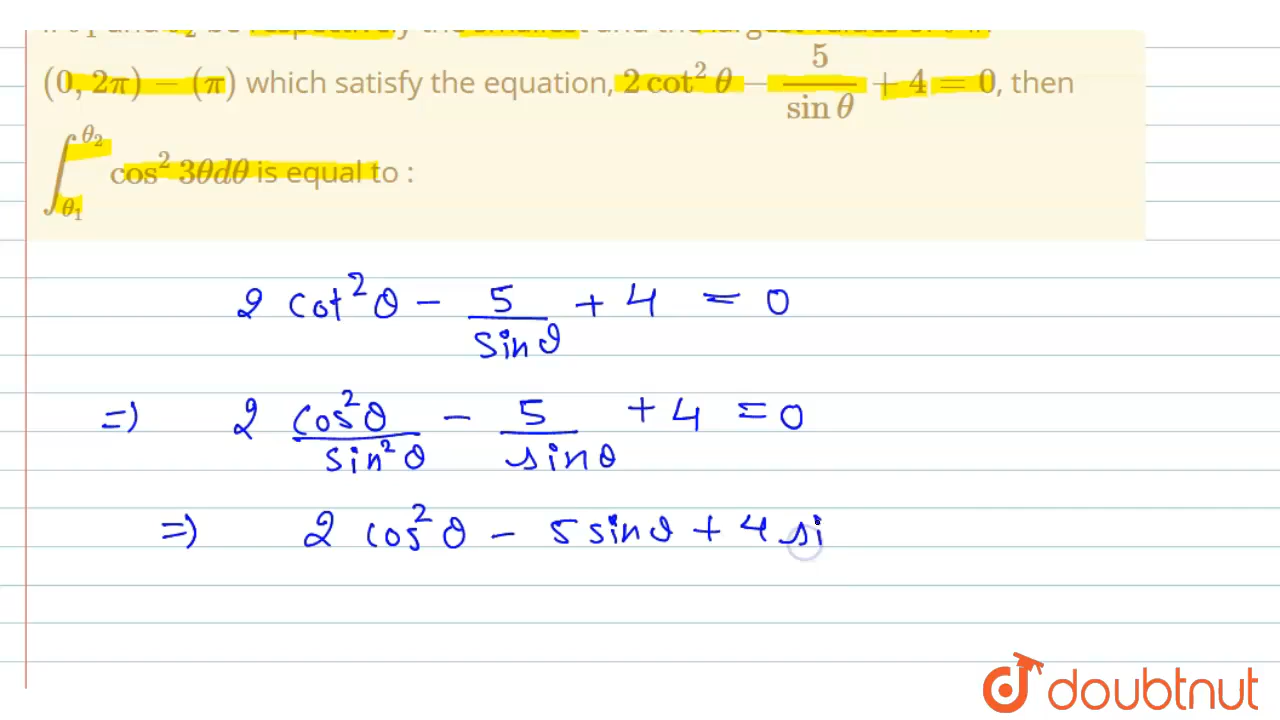 (0, 2π) − (π) which satisfy the equation, 2 cot² θ − 5/sin θ + 4 = 0, then
∫_{θ₁}^{θ₂} cos² 3θdθ is equal to :
2 cot²θ − 5/sinθ + 4 = 0
=) 2 cos²θ/sin²θ − 5/sinθ + 4 = 0
=) 2 cos²θ − 5 sinθ + 4 si
doubtnut